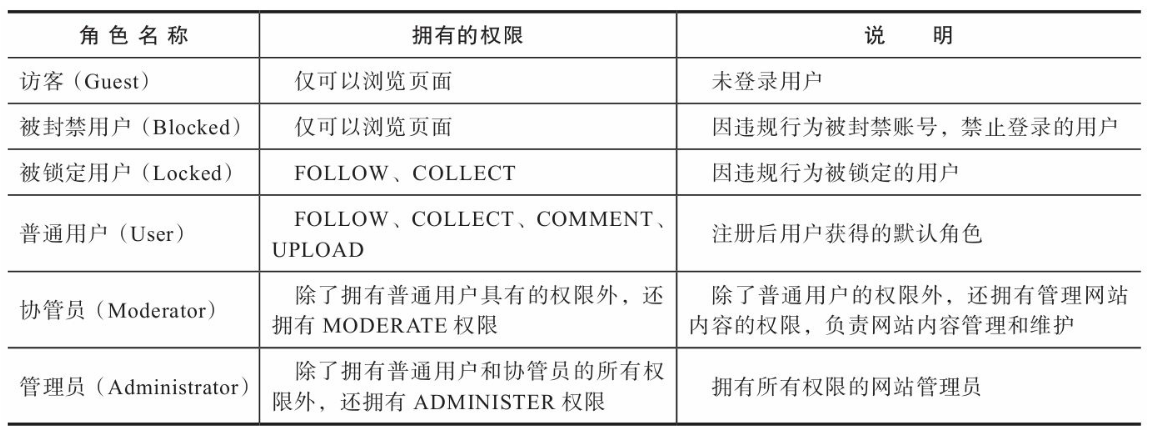 角色名称 拥有的权限 说 明
访客（Guest） 仅可以浏览页面 未登录用户
被封禁用户（Blocked） 仅可以浏览页面 因违规行为被封禁账号，禁止登录的用户
被锁定用户（Locked） FOLLOW、COLLECT 因违规行为被锁定的用户
普通用户（User） FOLLOW、COLLECT、COMMENT、
UPLOAD 注册后用户获得的默认角色
协管员（Moderator） 除了拥有普通用户具有的权限外，还
拥有 MODERATE 权限 除了普通用户的权限外，还拥有管理网站
内容的权限，负责网站内容管理和维护
管理员（Administrator） 除了拥有普通用户和协管员的所有权
限外，还拥有 ADMINISTER 权限 拥有所有权限的网站管理员